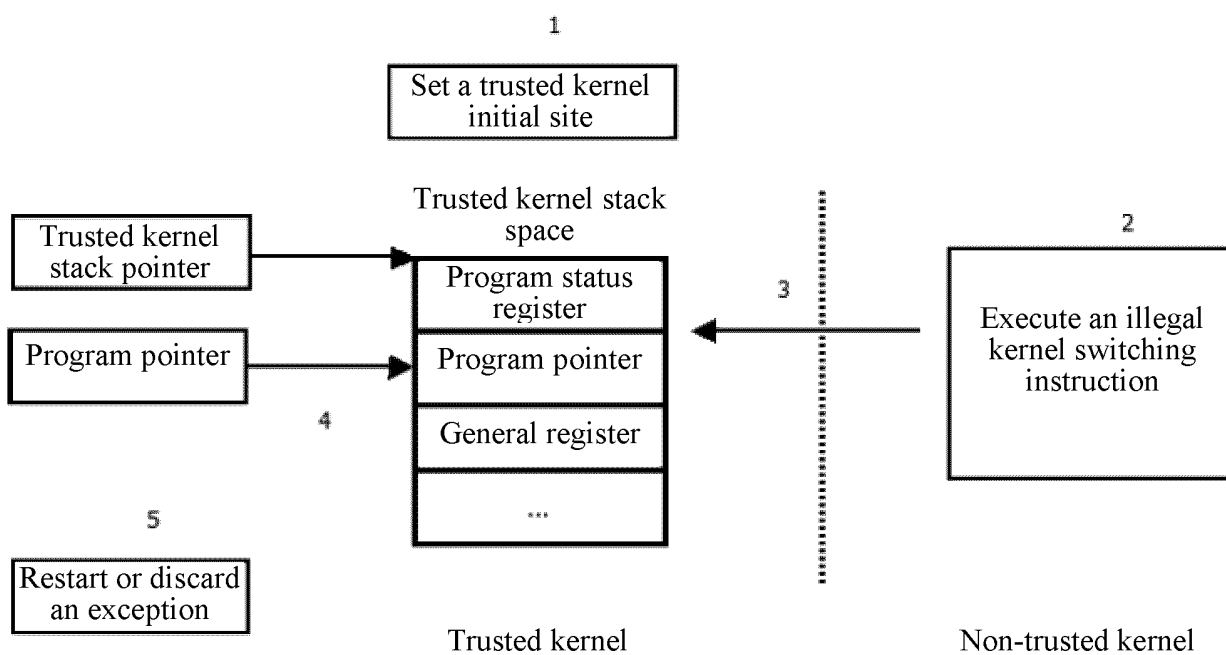 1
Set a trusted kernel
initial site
Trusted kernel stack
space
2
Trusted kernel
stack pointer
Program status
register
3
Execute an illegal
kernel switching
instruction
Program pointer
Program pointer
4
General register
...
5
Restart or discard
an exception
Trusted kernel
Non-trusted kernel